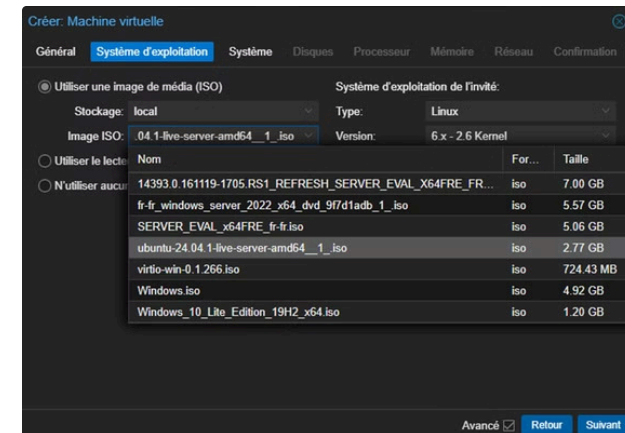 Créer: Machine virtuelle
Général Système d'exploitation Système Disques Processeur Mémoire Réseau Confirmation
Utiliser une image de média (ISO) Système d'exploitation de l'invité:
Stockage: local Type: Linux
Image ISO: .04.1-live-server-amd64__1_.iso Version: 6.x - 2.6 Kernel
Utiliser le lecte Nom For... Taille
N'utiliser aucun 14393.0.161119-1705.RS1_REFRESH_SERVER_EVAL_X64FRE_FR... iso 7.00 GB
fr-fr_windows_server_2022_x64_dvd_9f7d1adb_1_.iso iso 5.57 GB
SERVER_EVAL_x64FRE_fr-fr.iso iso 5.06 GB
ubuntu-24.04.1-live-server-amd64__1_.iso iso 2.77 GB
virtio-win-0.1.266.iso iso 724.43 MB
Windows.iso iso 4.92 GB
Windows_10_Lite_Edition_19H2_x64.iso iso 1.20 GB
Avancé Retour Suivant